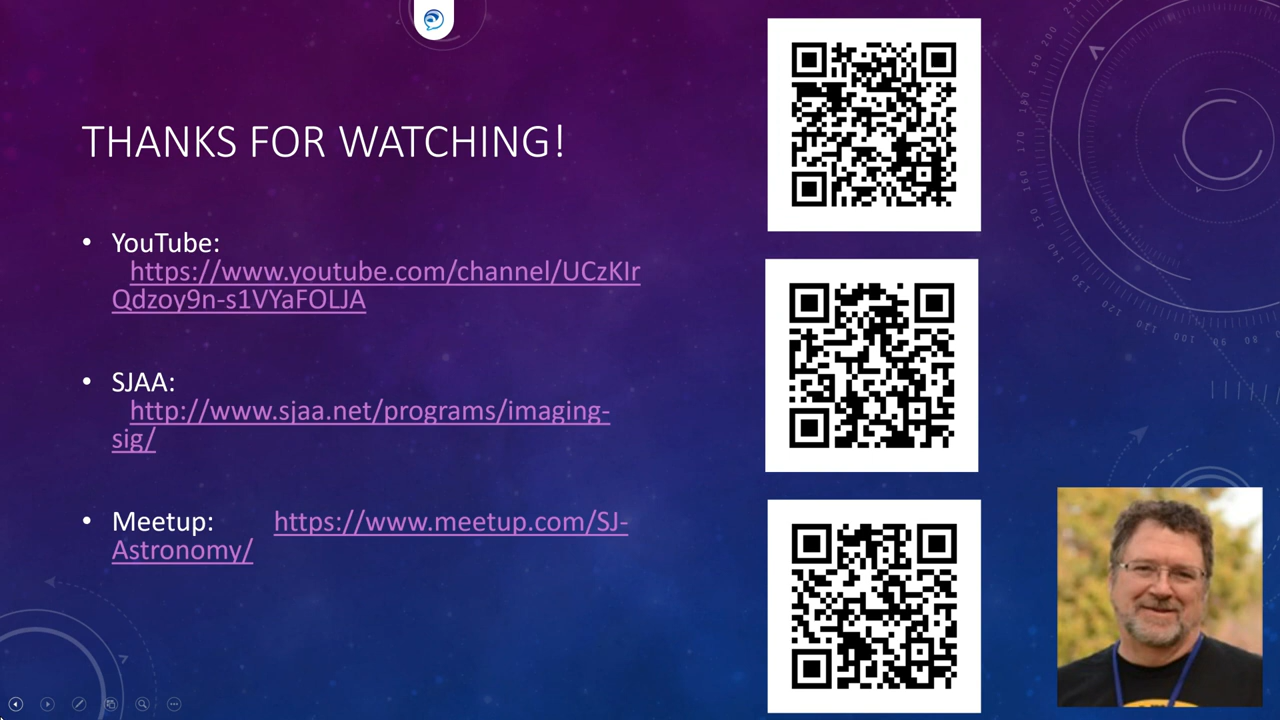 THANKS FOR WATCHING!
• YouTube:
https://www.youtube.com/channel/UCzKIr
Qdzoy9n-s1VYaFOLJA
• SJAA:
http://www.sjaa.net/programs/imaging-
sig/
• Meetup: https://www.meetup.com/SJ-
Astronomy/